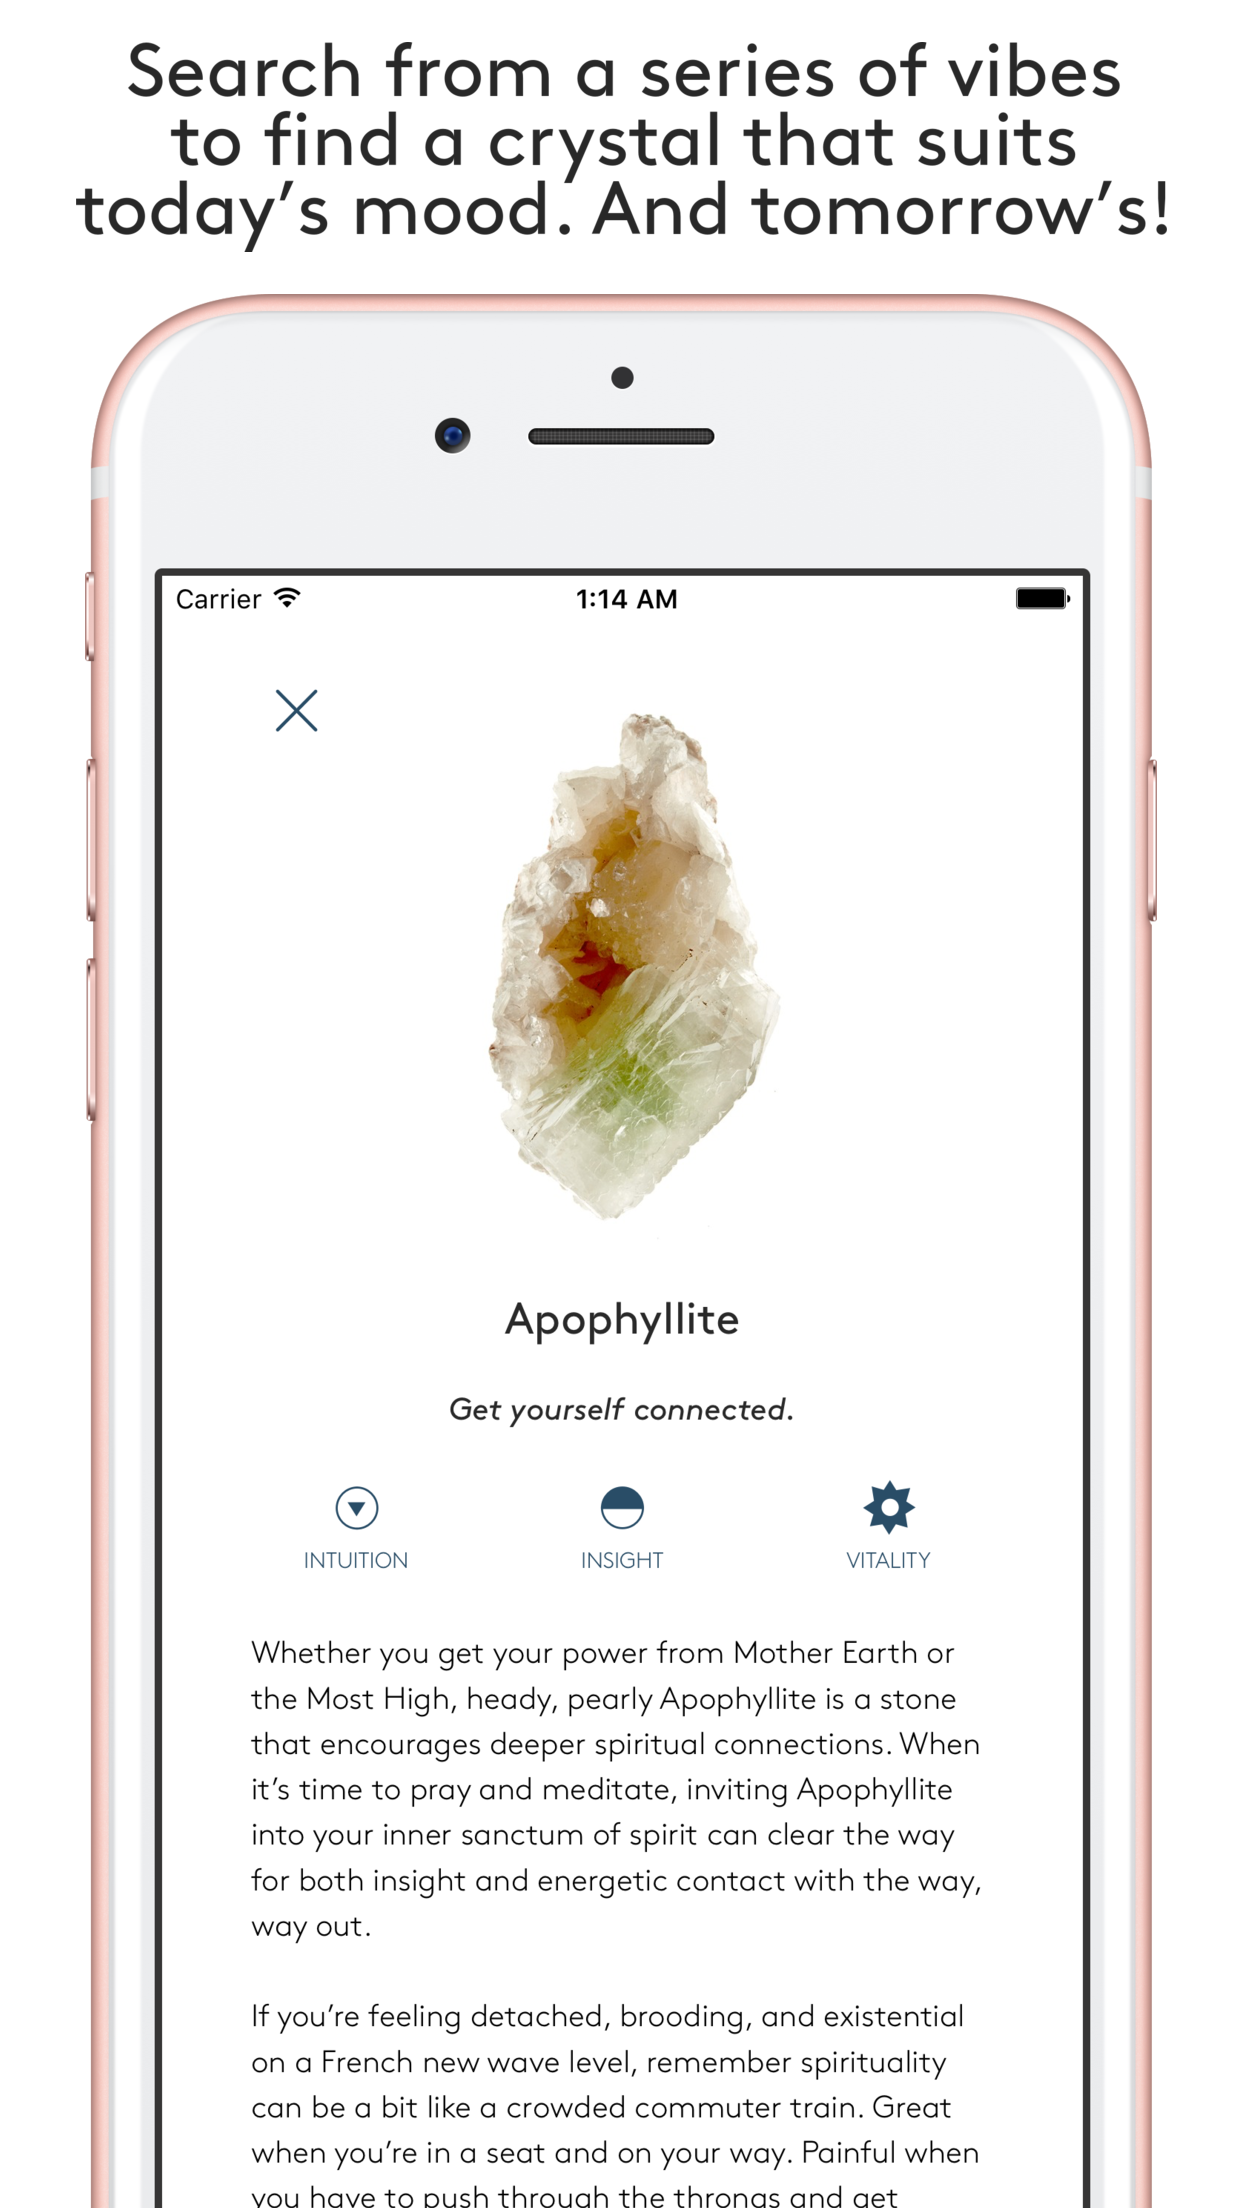 Search from a series of vibes
to find a crystal that suits
today’s mood. And tomorrow’s!
Carrier
1:14 AM
Apophyllite
Get yourself connected.
INTUITION
INSIGHT
VITALITY
Whether you get your power from Mother Earth or
the Most High, heady, pearly Apophyllite is a stone
that encourages deeper spiritual connections. When
it’s time to pray and meditate, inviting Apophyllite
into your inner sanctum of spirit can clear the way
for both insight and energetic contact with the way,
way out.
If you’re feeling detached, brooding, and existential
on a French new wave level, remember spirituality
can be a bit like a crowded commuter train. Great
when you’re in a seat and on your way. Painful when
you have to push through the throngs and get